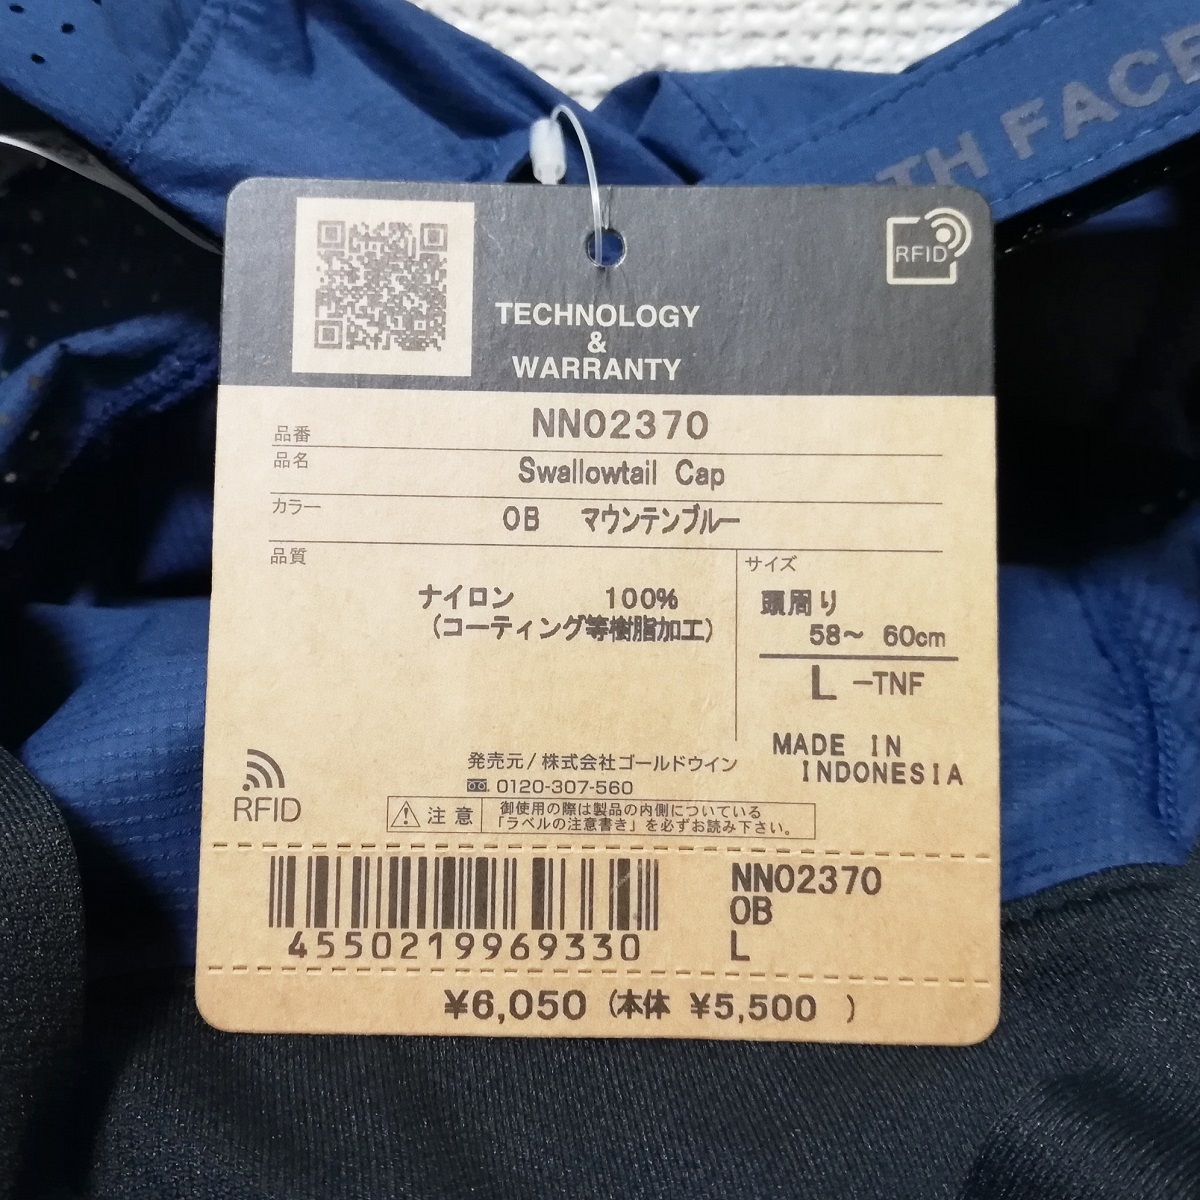 TH FACE
RFID
TECHNOLOGY
&
WARRANTY
品番 NN02370
品名 Swallowtail Cap
カラー OB マウンテンブルー
品質
ナイロン 100%
(コーティング等樹脂加工)
サイズ
頭周り
58～ 60cm
L -TNF
MADE IN
INDONESIA
発売元/株式会社ゴールドウイン
0120-307-560
RFID
注意
御使用の際は製品の内側についている
「ラベルの注意書き」を必ずお読み下さい。
4550219969330
NN02370
OB
L
¥6,050 (本体 ¥5,500 )